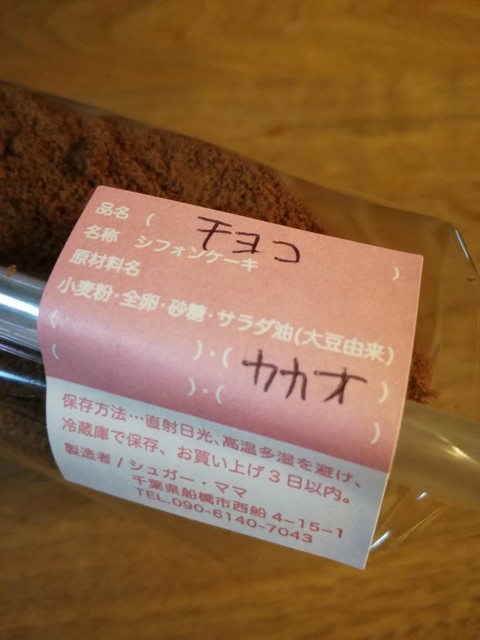 品名 ( チョコ )
名称 シフォンケーキ
原材料名
小麦粉・全卵・砂糖・サラダ油(大豆由来)
( )・( カカオ )
( )・( )
保存方法…直射日光、高温多湿を避け、
冷蔵庫で保存、お買い上げ3日以内。
製造者/シュガー・ママ
千葉県船橋市西船4-15-1
TEL.090-6140-7043